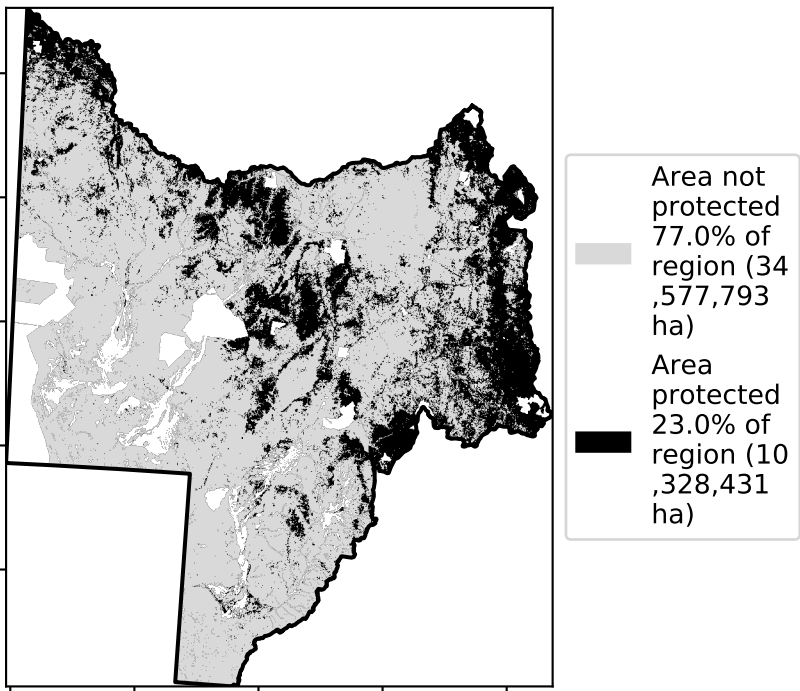 Area not
protected
77.0% of
region (34
,577,793
ha)
Area
protected
23.0% of
region (10
,328,431
ha)